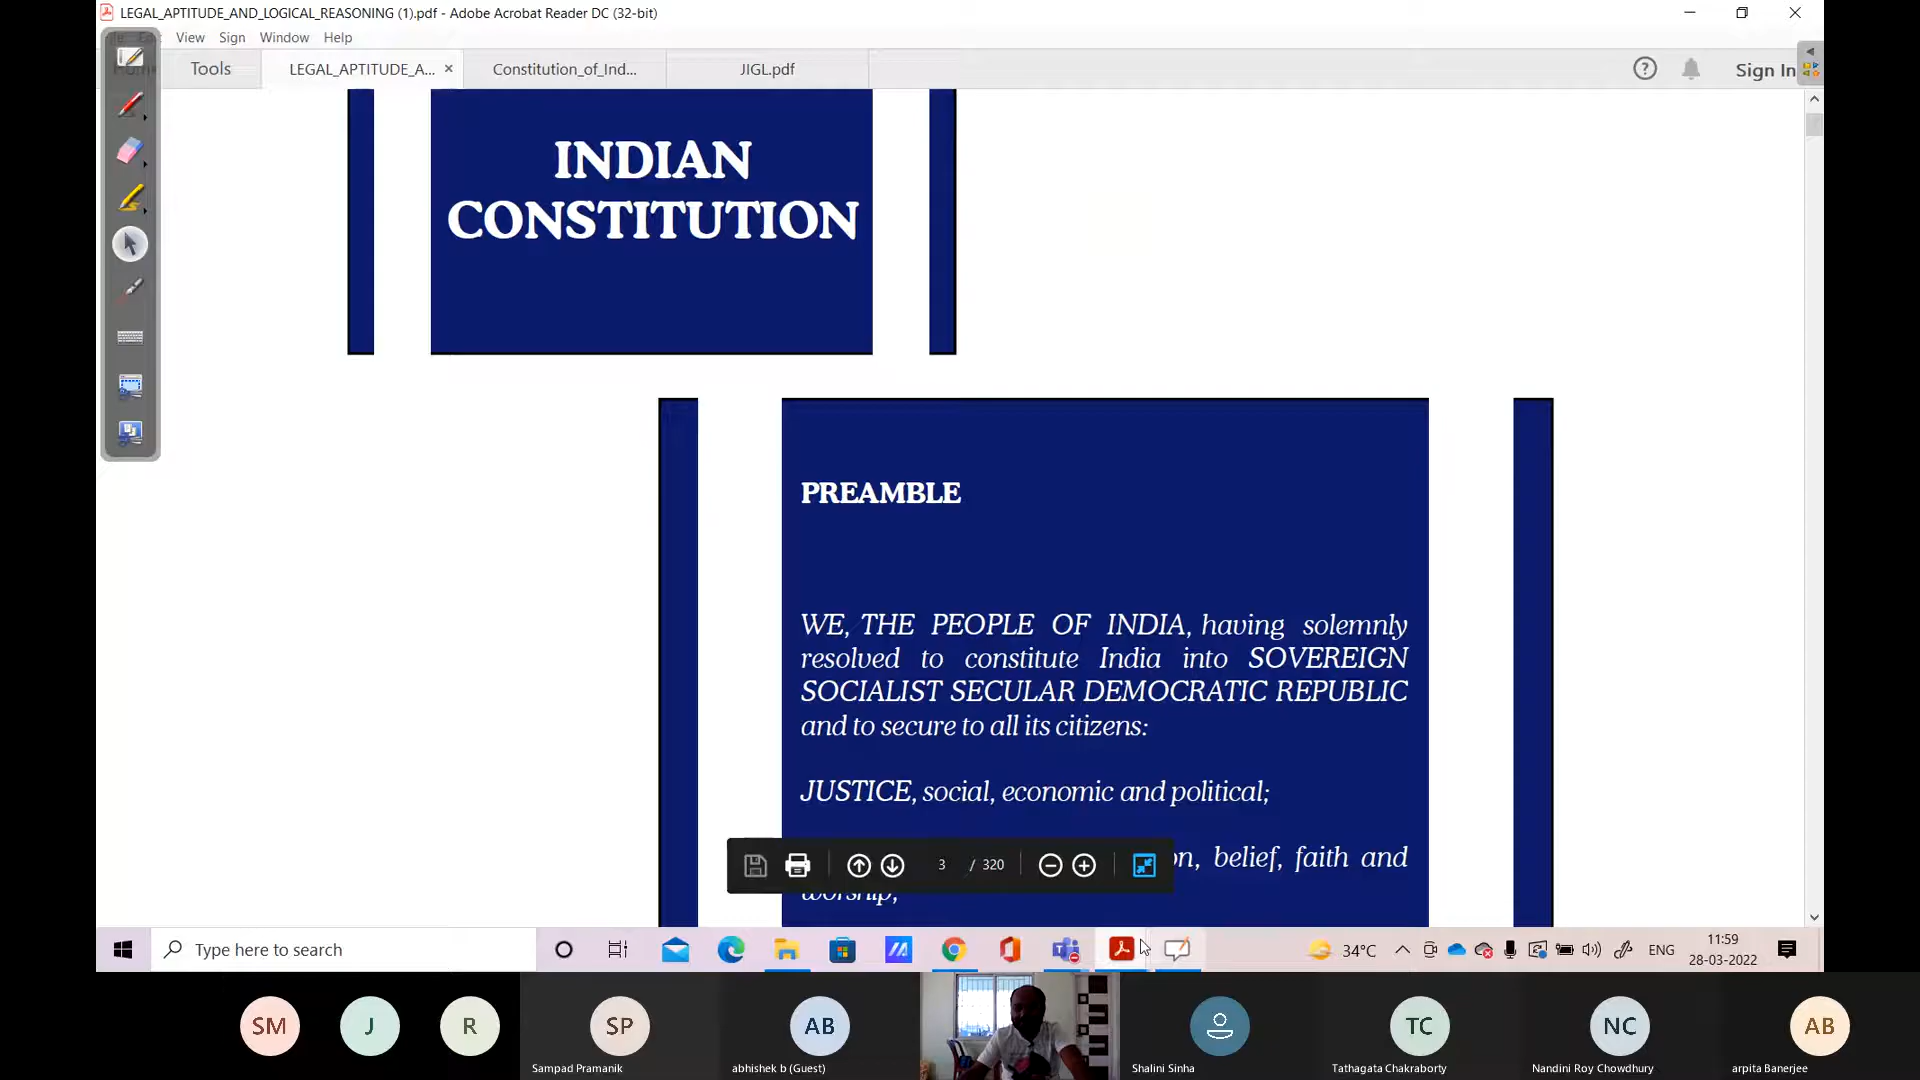 LEGAL_APTITUDE_AND_LOGICAL_REASONING (1).pdf - Adobe Acrobat Reader DC (32-bit)
View Sign Window Help
Tools
LEGAL_APTITUDE_A... ×
Constitution_of_Ind...
JIGL.pdf
Sign In
INDIAN
CONSTITUTION
PREAMBLE
WE, THE PEOPLE OF INDIA, having solemnly
resolved to constitute India into SOVEREIGN
SOCIALIST SECULAR DEMOCRATIC REPUBLIC
and to secure to all its citizens:
JUSTICE, social, economic and political;
belief, faith and
worship;
3 / 320
Type here to search
34°C
ENG
11:59
28-03-2022
SM
J
R
SP
AB
TC
NC
AB
Sampad Pramanik
abhishek b (Guest)
Shalini Sinha
Tathagata Chakraborty
Nandini Roy Chowdhury
arpita Banerjee